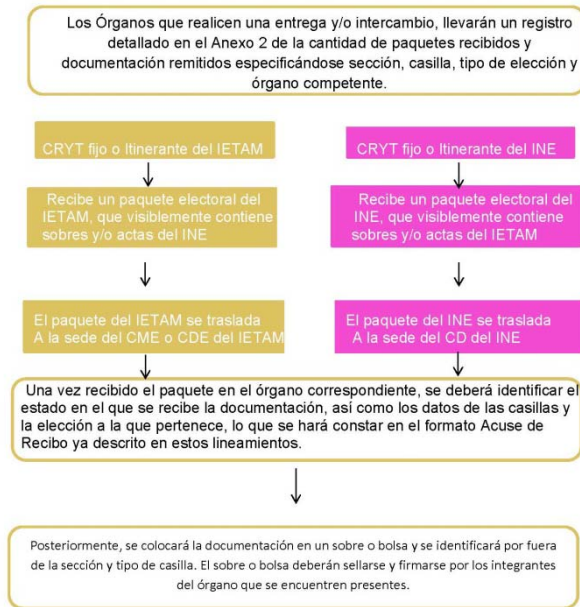 Los Órganos que realicen una entrega y/o intercambio, llevarán un registro
detallado en el Anexo 2 de la cantidad de paquetes recibidos y
documentación remitidos especificándose sección, casilla, tipo de elección y
órgano competente.
CRYT fijo o Itinerante del IETAM
CRYT fijo o Itinerante del INE
Recibe un paquete electoral del
IETAM, que visiblemente contiene
sobres y/o actas del INE
Recibe un paquete electoral del
INE, que visiblemente contiene
sobres y/o actas del IETAM
El paquete del IETAM se traslada
A la sede del CME o CDE del IETAM
El paquete del INE se traslada
A la sede del CD del INE
Una vez recibido el paquete en el órgano correspondiente, se deberá identificar el
estado en el que se recibe la documentación, así como los datos de las casillas y
la elección a la que pertenece, lo que se hará constar en el formato Acuse de
Recibo ya descrito en estos lineamientos.
Posteriormente, se colocará la documentación en un sobre o bolsa y se identificará por fuera
de la sección y tipo de casilla. El sobre o bolsa deberán sellarse y firmarse por los integrantes
del órgano que se encuentren presentes.